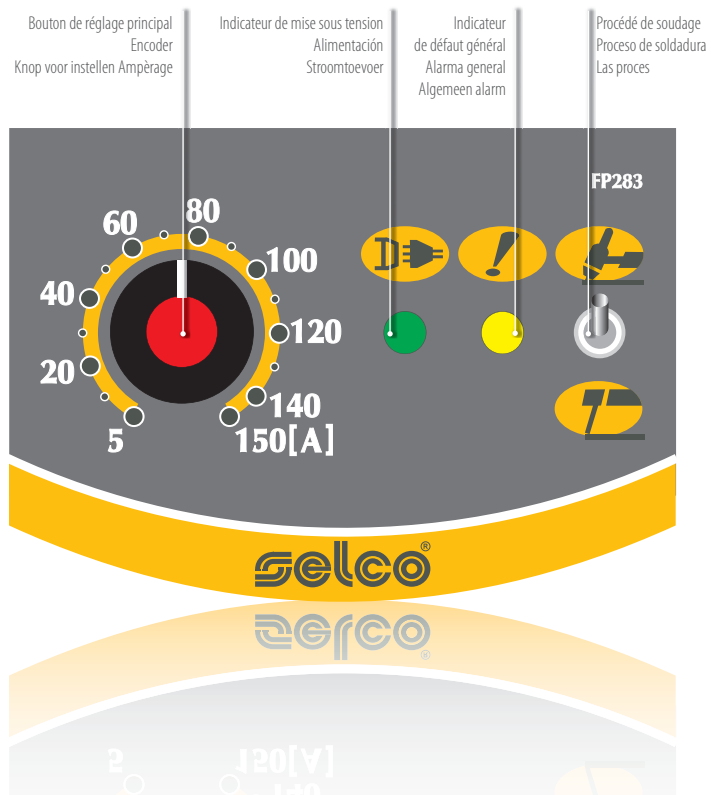 Bouton de réglage principal
Encoder
Knop voor instellen Ampèrage
Indicateur de mise sous tension
Alimentación
Stroomtoevoer
Indicateur
de défaut général
Alarma general
Algemeen alarm
Procédé de soudage
Proceso de soldadura
Las proces
FP283
5
20
40
60
80
100
120
140
150[A]
selco®